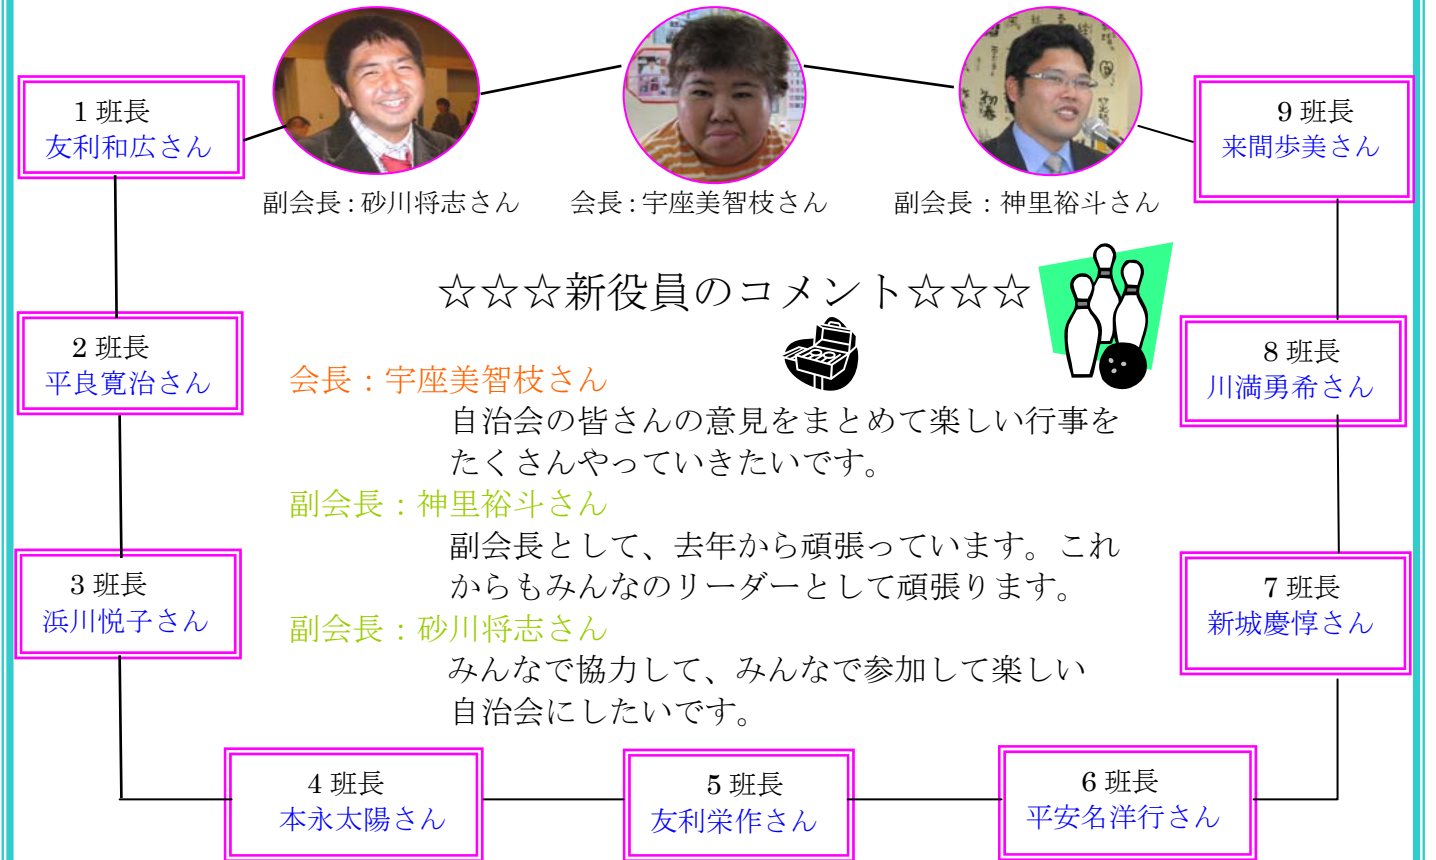 1 班長
友利和広さん
副会長：砂川将志さん
会長：宇座美智枝さん
副会長：神里裕斗さん
9 班長
来間歩美さん
☆☆☆新役員のコメント☆☆☆
2 班長
平良寛治さん
8 班長
川満勇希さん
会長：宇座美智枝さん
自治会の皆さんの意見をまとめて楽しい行事を
たくさんやっていきたいです。
副会長：神里裕斗さん
副会長として、去年から頑張っています。これ
からもみんなのリーダーとして頑張ります。
3 班長
浜川悦子さん
7 班長
新城慶惇さん
副会長：砂川将志さん
みんなで協力して、みんなで参加して楽しい
自治会にしたいです。
4 班長
本永太陽さん
5 班長
友利栄作さん
6 班長
平安名洋行さん